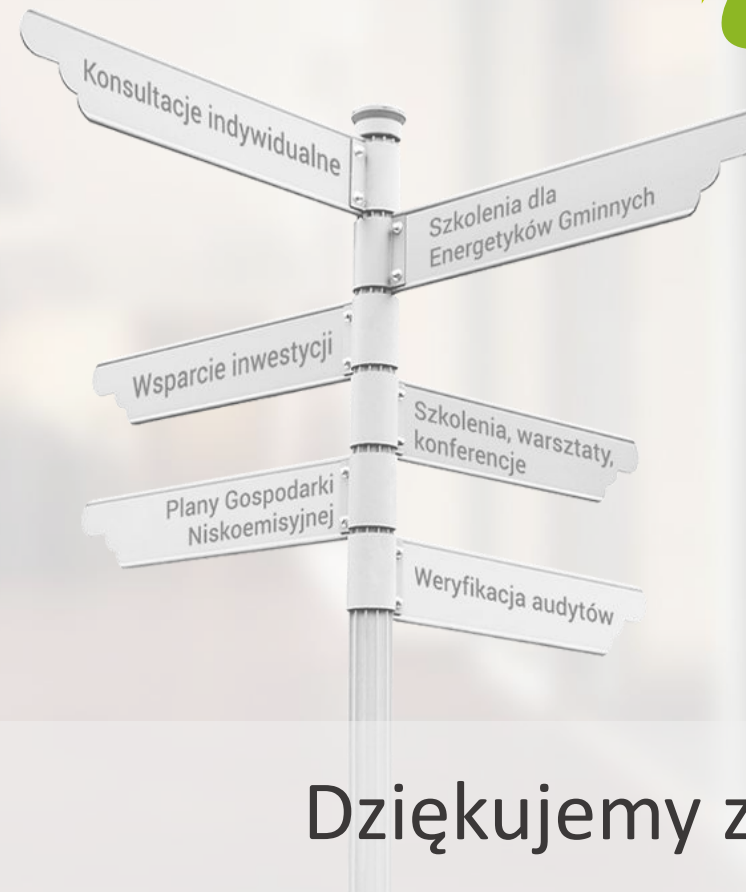 Konsultacje indywidualne
Szkolenia dla
Energetyków Gminnych
Wsparcie inwestycji
Szkolenia, warsztaty,
konferencje
Plany Gospodarki
Niskoemisyjnej
Weryfikacja audytów
Dziękujemy z